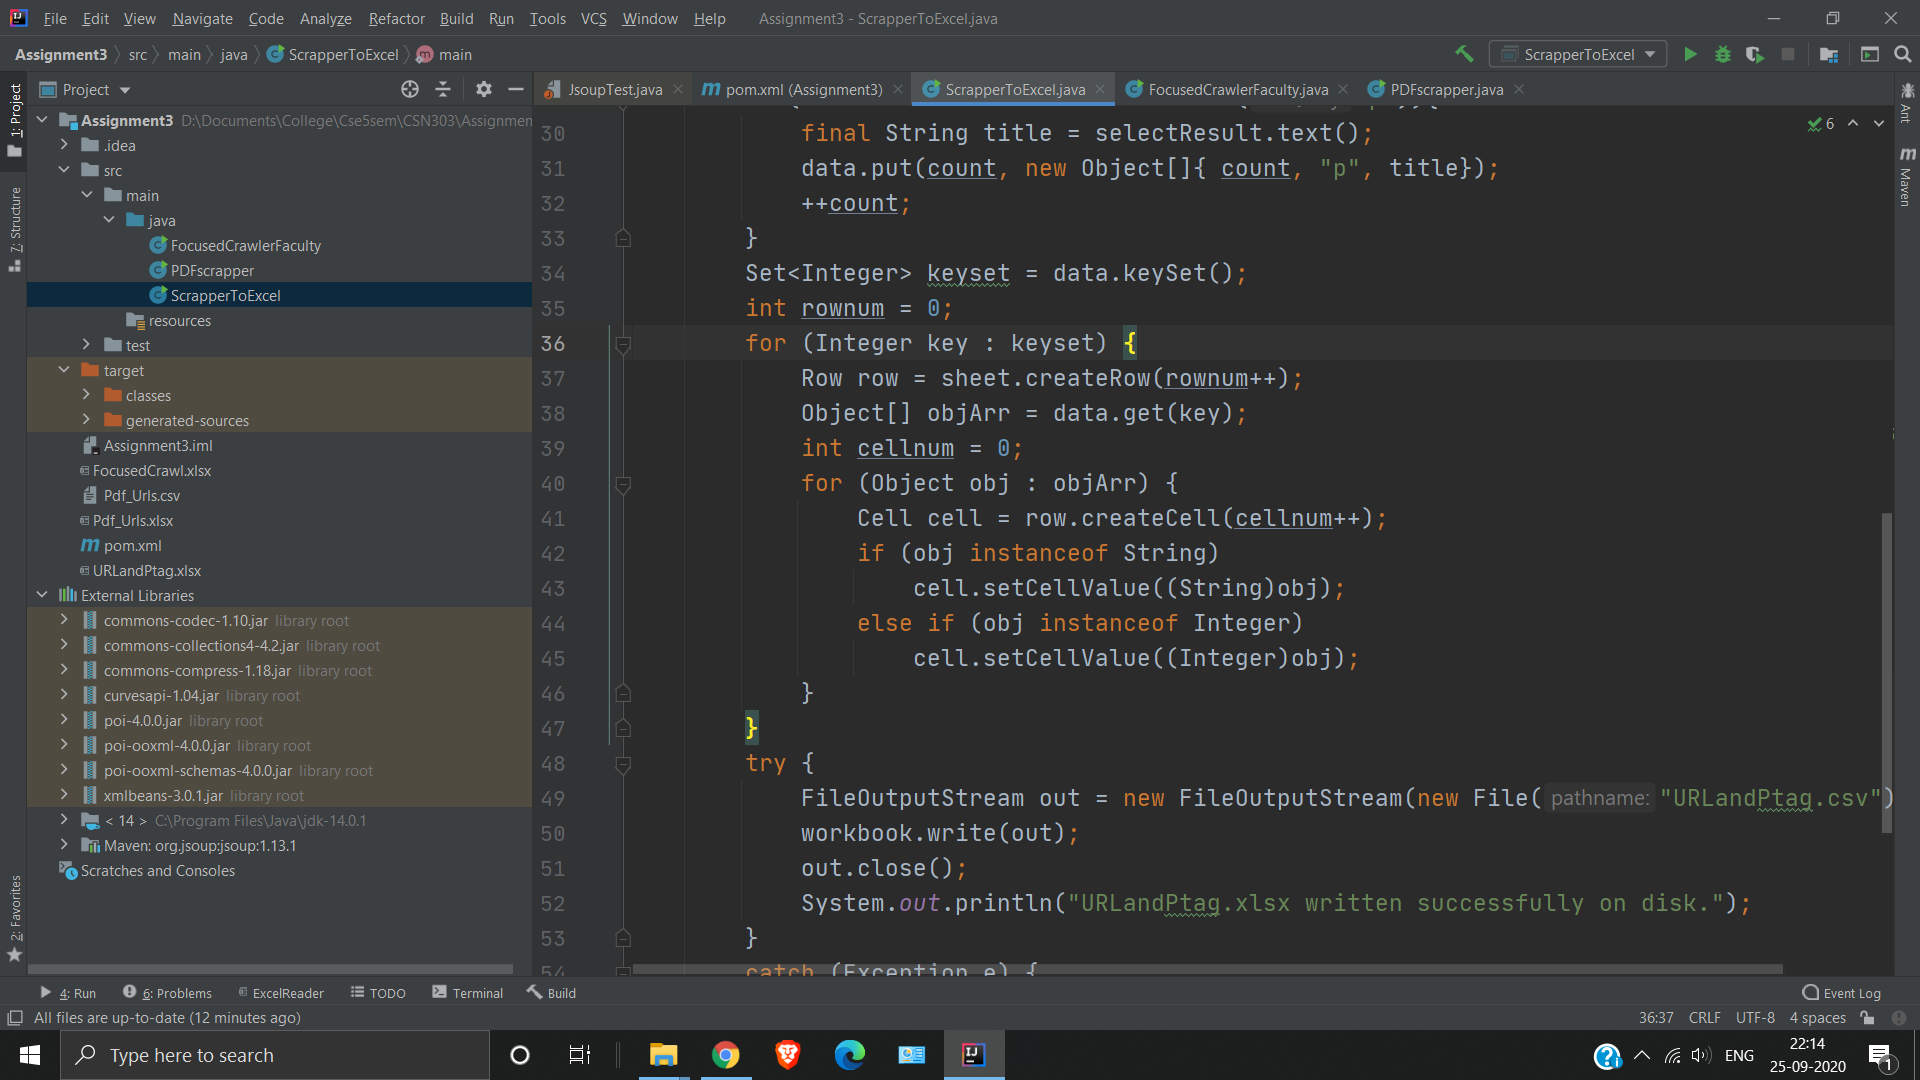 File Edit View Navigate Code Analyze Refactor Build Run Tools VCS Window Help Assignment3 - ScrapperToExcel.java
Assignment3 src main java ScrapperToExcel main ScrapperToExcel
1: Project
7: Structure
2: Favorites
Ant
Maven
Project
Assignment3 D:\Documents\College\Cse5sem\CSN303\Assignmen
.idea
src
main
java
FocusedCrawlerFaculty
PDFscrapper
ScrapperToExcel
resources
test
target
classes
generated-sources
Assignment3.iml
FocusedCrawl.xlsx
Pdf_Urls.csv
Pdf_Urls.xlsx
pom.xml
URLandPtag.xlsx
External Libraries
commons-codec-1.10.jar library root
commons-collections4-4.2.jar library root
commons-compress-1.18.jar library root
curvesapi-1.04.jar library root
poi-4.0.0.jar library root
poi-ooxml-4.0.0.jar library root
poi-ooxml-schemas-4.0.0.jar library root
xmlbeans-3.0.1.jar library root
< 14 > C:\Program Files\Java\jdk-14.0.1
Maven: org.jsoup:jsoup:1.13.1
Scratches and Consoles
JsoupTest.java pom.xml (Assignment3) ScrapperToExcel.java FocusedCrawlerFaculty.java PDFscrapper.java
6
30 final String title = selectResult.text();
31 data.put(count, new Object[]{ count, "p", title});
32 ++count;
33 }
34 Set<Integer> keyset = data.keySet();
35 int rownum = 0;
36 for (Integer key : keyset) {
37 Row row = sheet.createRow(rownum++);
38 Object[] objArr = data.get(key);
39 int cellnum = 0;
40 for (Object obj : objArr) {
41 Cell cell = row.createCell(cellnum++);
42 if (obj instanceof String)
43 cell.setCellValue((String)obj);
44 else if (obj instanceof Integer)
45 cell.setCellValue((Integer)obj);
46 }
47 }
48 try {
49 FileOutputStream out = new FileOutputStream(new File( pathname: "URLandPtag.csv")
50 workbook.write(out);
51 out.close();
52 System.out.println("URLandPtag.xlsx written successfully on disk.");
53 }
54 catch (Exception e) {
4: Run 6: Problems ExcelReader TODO Terminal Build Event Log
All files are up-to-date (12 minutes ago) 36:37 CRLF UTF-8 4 spaces
Type here to search ENG 22:14
25-09-2020 1